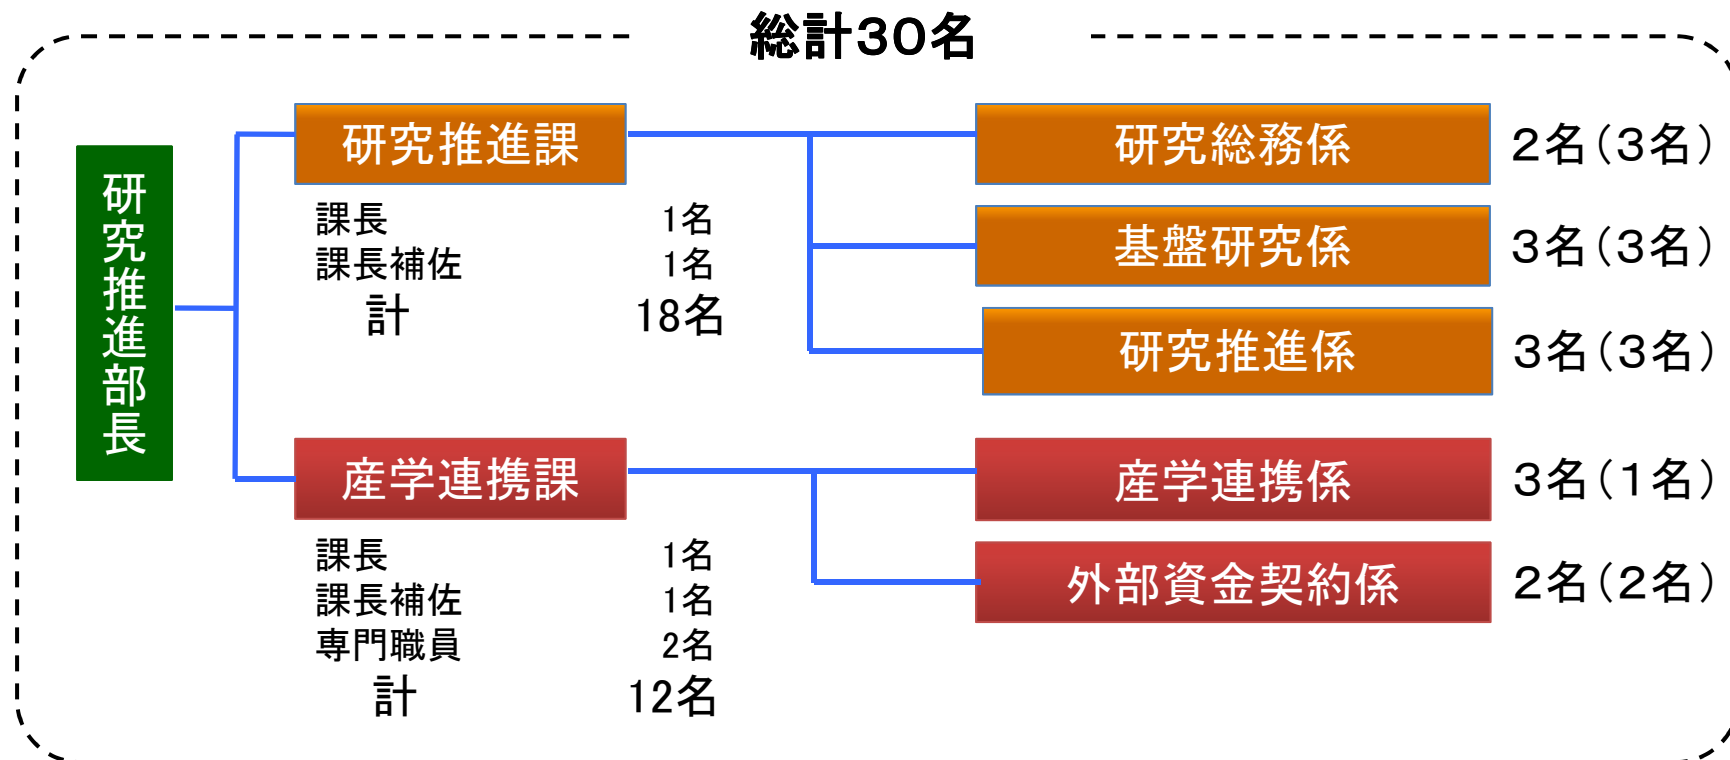 総計30名
研究推進部長
研究推進課
課長 1名
課長補佐 1名
計 18名
研究総務係 2名(3名)
基盤研究係 3名(3名)
研究推進係 3名(3名)
産学連携課
課長 1名
課長補佐 1名
専門職員 2名
計 12名
産学連携係 3名(1名)
外部資金契約係 2名(2名)